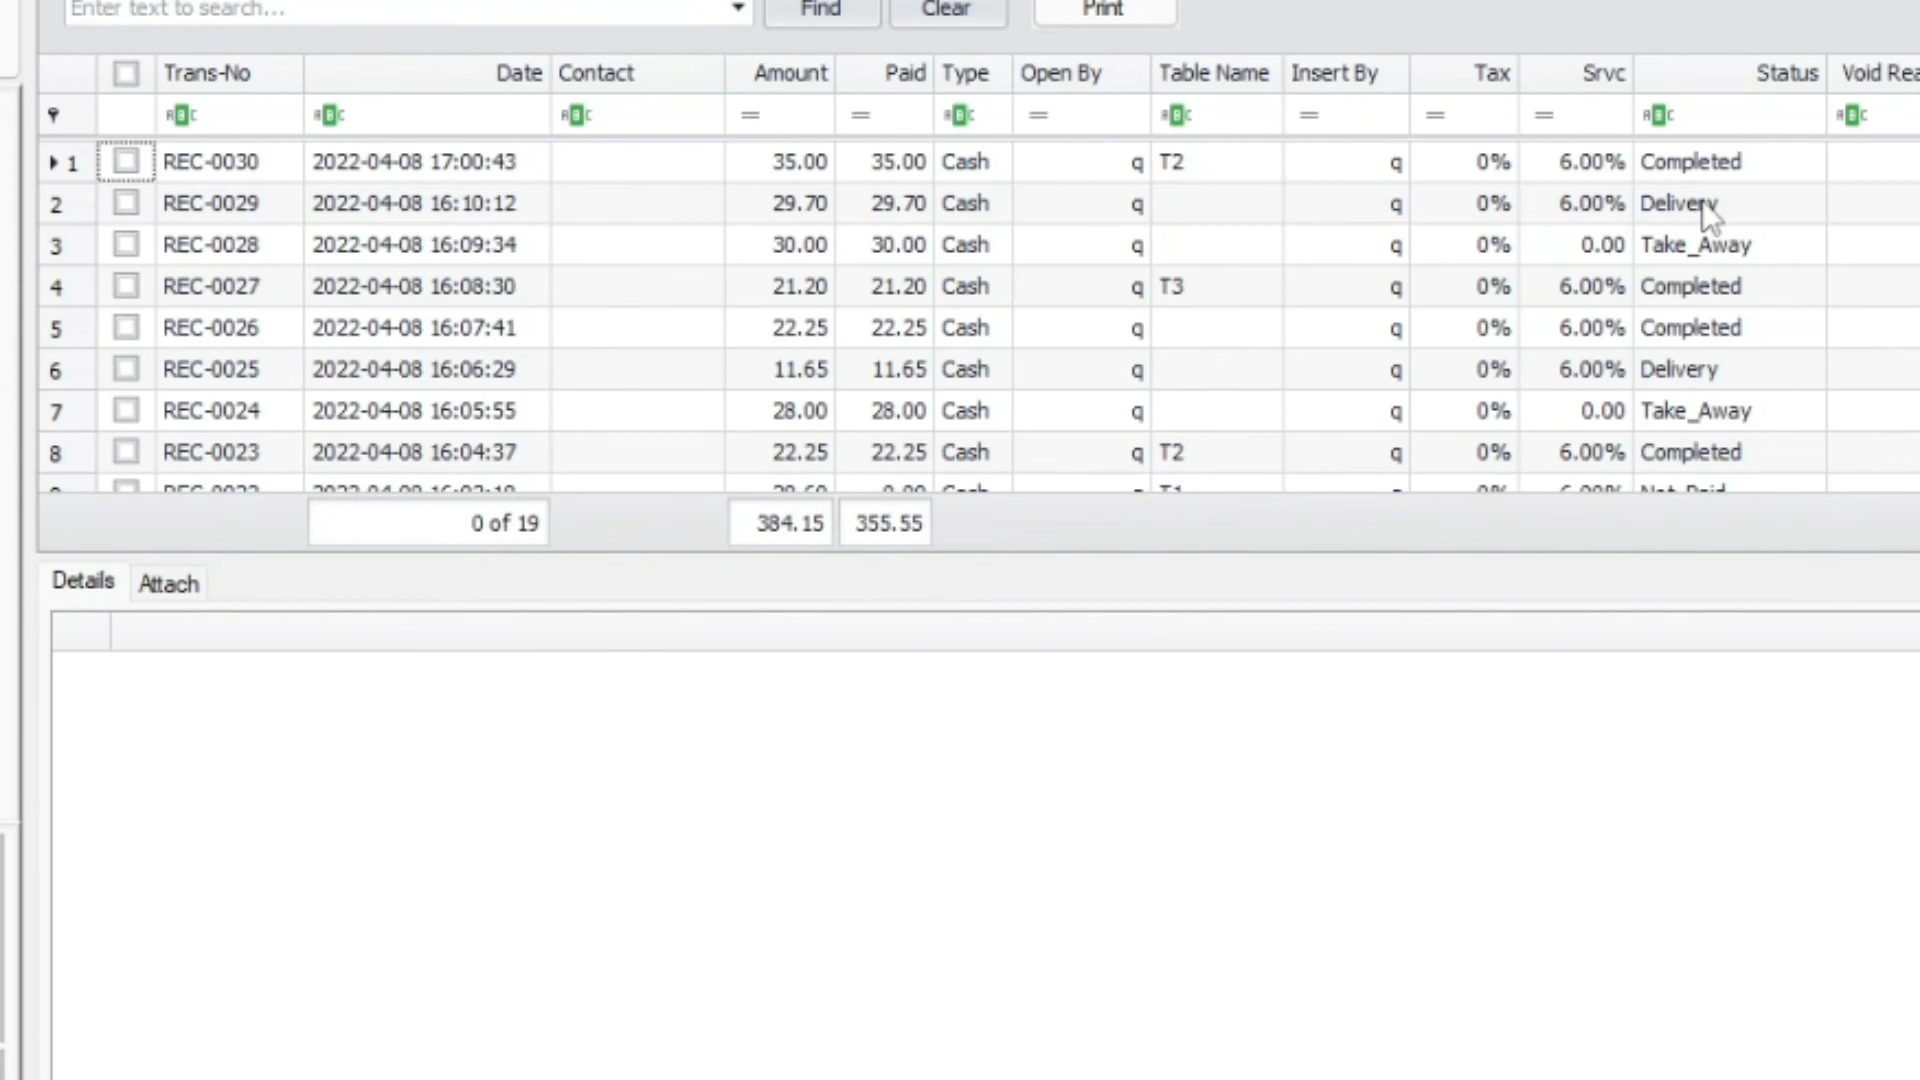 Enter text to search... Find Clear Print
Trans-No Date Contact Amount Paid Type Open By Table Name Insert By Tax Srvc Status Void Rea
= = = = = =
1 REC-0030 2022-04-08 17:00:43 35.00 35.00 Cash q T2 q 0% 6.00% Completed
2 REC-0029 2022-04-08 16:10:12 29.70 29.70 Cash q q 0% 6.00% Delivery
3 REC-0028 2022-04-08 16:09:34 30.00 30.00 Cash q q 0% 0.00 Take_Away
4 REC-0027 2022-04-08 16:08:30 21.20 21.20 Cash q T3 q 0% 6.00% Completed
5 REC-0026 2022-04-08 16:07:41 22.25 22.25 Cash q q 0% 6.00% Completed
6 REC-0025 2022-04-08 16:06:29 11.65 11.65 Cash q q 0% 6.00% Delivery
7 REC-0024 2022-04-08 16:05:55 28.00 28.00 Cash q q 0% 0.00 Take_Away
8 REC-0023 2022-04-08 16:04:37 22.25 22.25 Cash q T2 q 0% 6.00% Completed
0 of 19 384.15 355.55
Details Attach